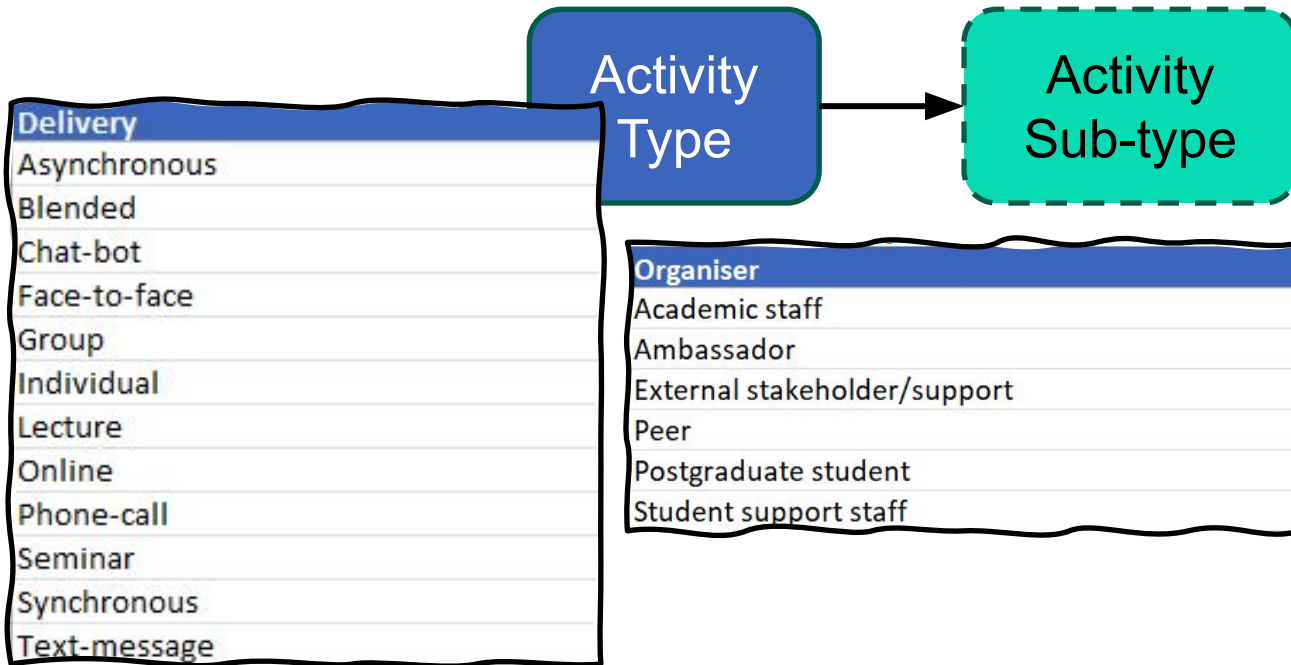 Activity
Type
Activity
Sub-type
Delivery
Asynchronous
Blended
Chat-bot
Face-to-face
Group
Individual
Lecture
Online
Phone-call
Seminar
Synchronous
Text-message
Organiser
Academic staff
Ambassador
External stakeholder/support
Peer
Postgraduate student
Student support staff